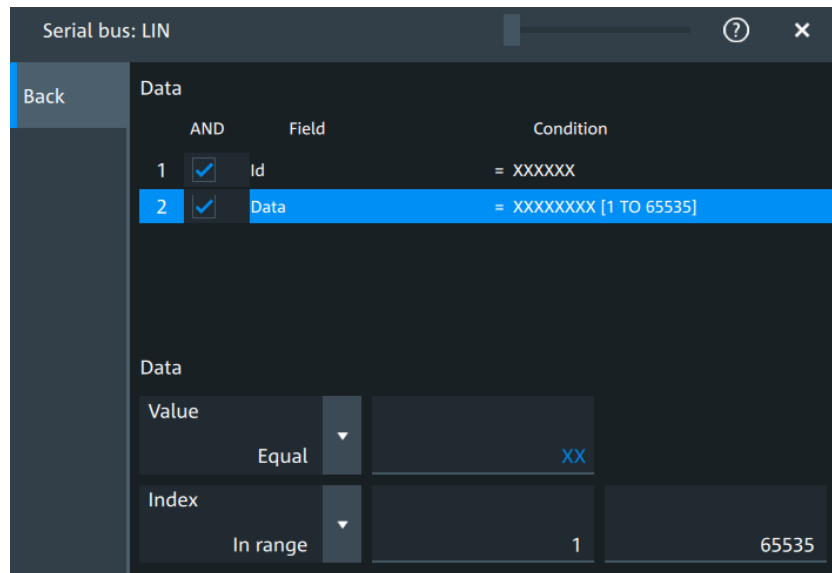 Serial bus: LIN ?
Back
Data
AND Field Condition
1 Id = XXXXXX
2 Data = XXXXXXXX [1 TO 65535]
Data
Value
Equal XX
Index
In range 1 65535